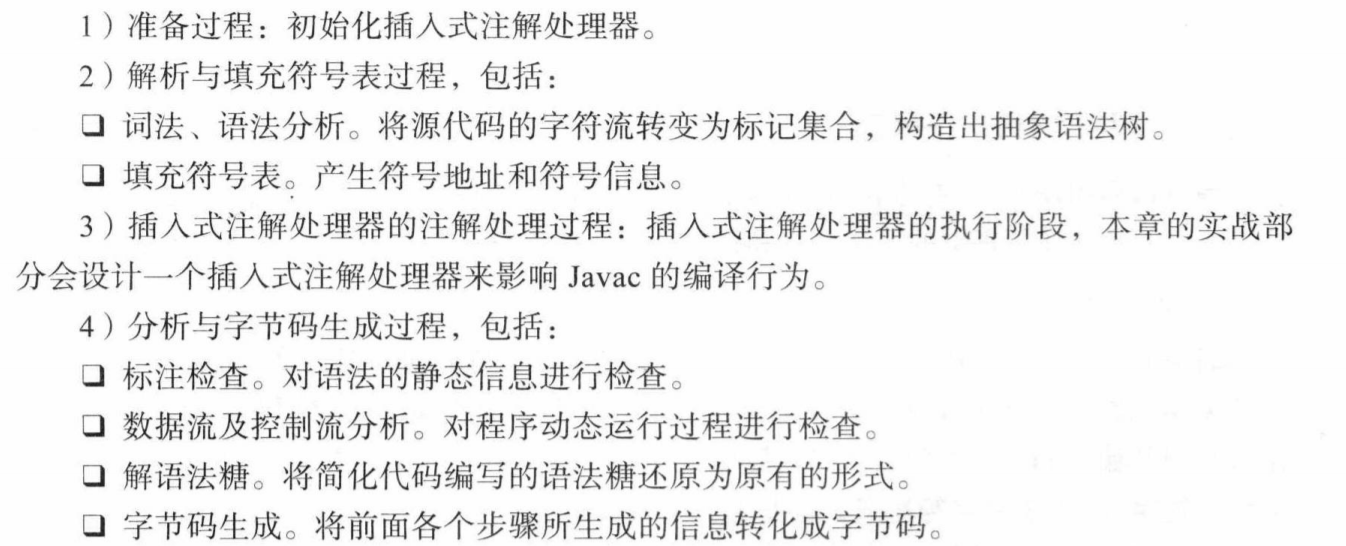 1）准备过程：初始化插入式注解处理器。
2）解析与填充符号表过程，包括：
❑ 词法、语法分析。将源代码的字符流转变为标记集合，构造出抽象语法树。
❑ 填充符号表。产生符号地址和符号信息。
3）插入式注解处理器的注解处理过程：插入式注解处理器的执行阶段，本章的实战部
分会设计一个插入式注解处理器来影响 Javac 的编译行为。
4）分析与字节码生成过程，包括：
❑ 标注检查。对语法的静态信息进行检查。
❑ 数据流及控制流分析。对程序动态运行过程进行检查。
❑ 解语法糖。将简化代码编写的语法糖还原为原有的形式。
❑ 字节码生成。将前面各个步骤所生成的信息转化成字节码。